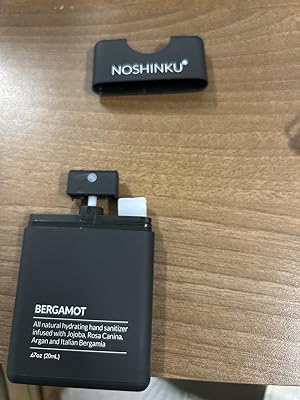 NOSHINKU
BERGAMOT
All natural hydrating hand sanitizer
infused with Jojoba, Rosa Canina,
Argan and Italian Bergamia
.67oz (20mL)